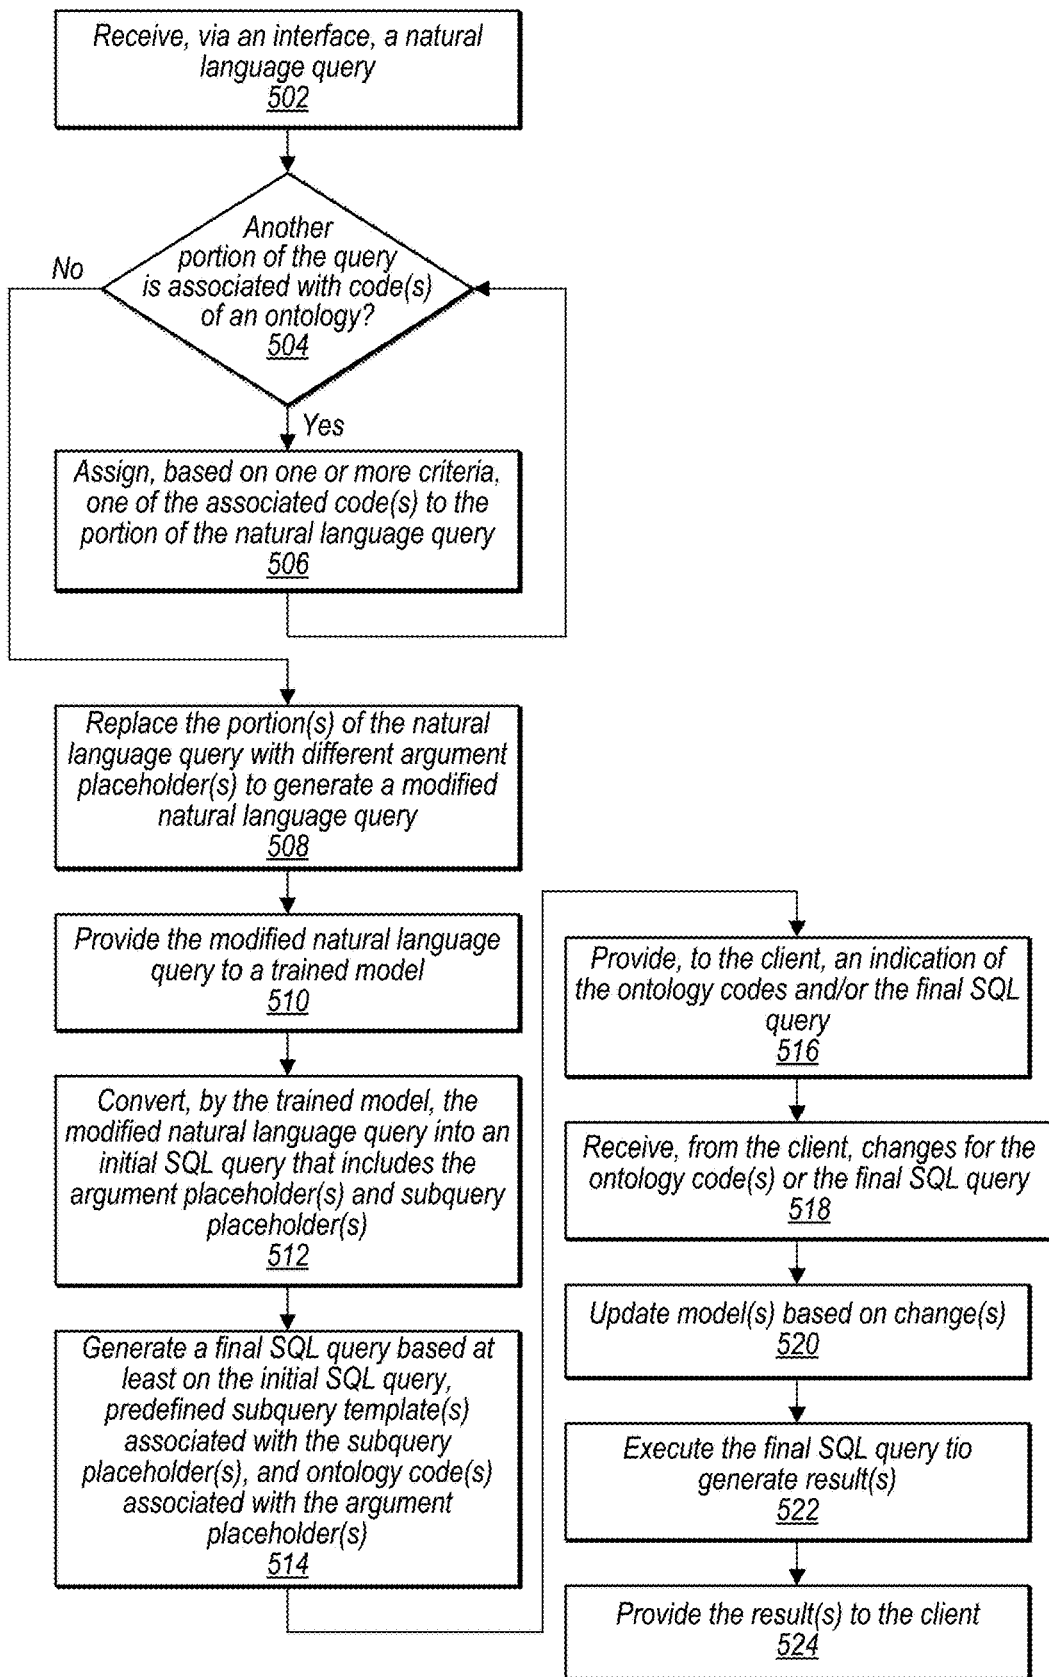 Receive, via an interface, a natural
language query
502
Another
portion of the query
is associated with code(s)
of an ontology?
504
No
Yes
Assign, based on one or more criteria,
one of the associated code(s) to the
portion of the natural language query
506
Replace the portion(s) of the natural
language query with different argument
placeholder(s) to generate a modified
natural language query
508
Provide the modified natural language
query to a trained model
510
Convert, by the trained model, the
modified natural language query into an
initial SQL query that includes the
argument placeholder(s) and subquery
placeholder(s)
512
Generate a final SQL query based at
least on the initial SQL query,
predefined subquery template(s)
associated with the subquery
placeholder(s), and ontology code(s)
associated with the argument
placeholder(s)
514
Provide, to the client, an indication of
the ontology codes and/or the final SQL
query
516
Receive, from the client, changes for the
ontology code(s) or the final SQL query
518
Update model(s) based on change(s)
520
Execute the final SQL query tio
generate result(s)
522
Provide the result(s) to the client
524